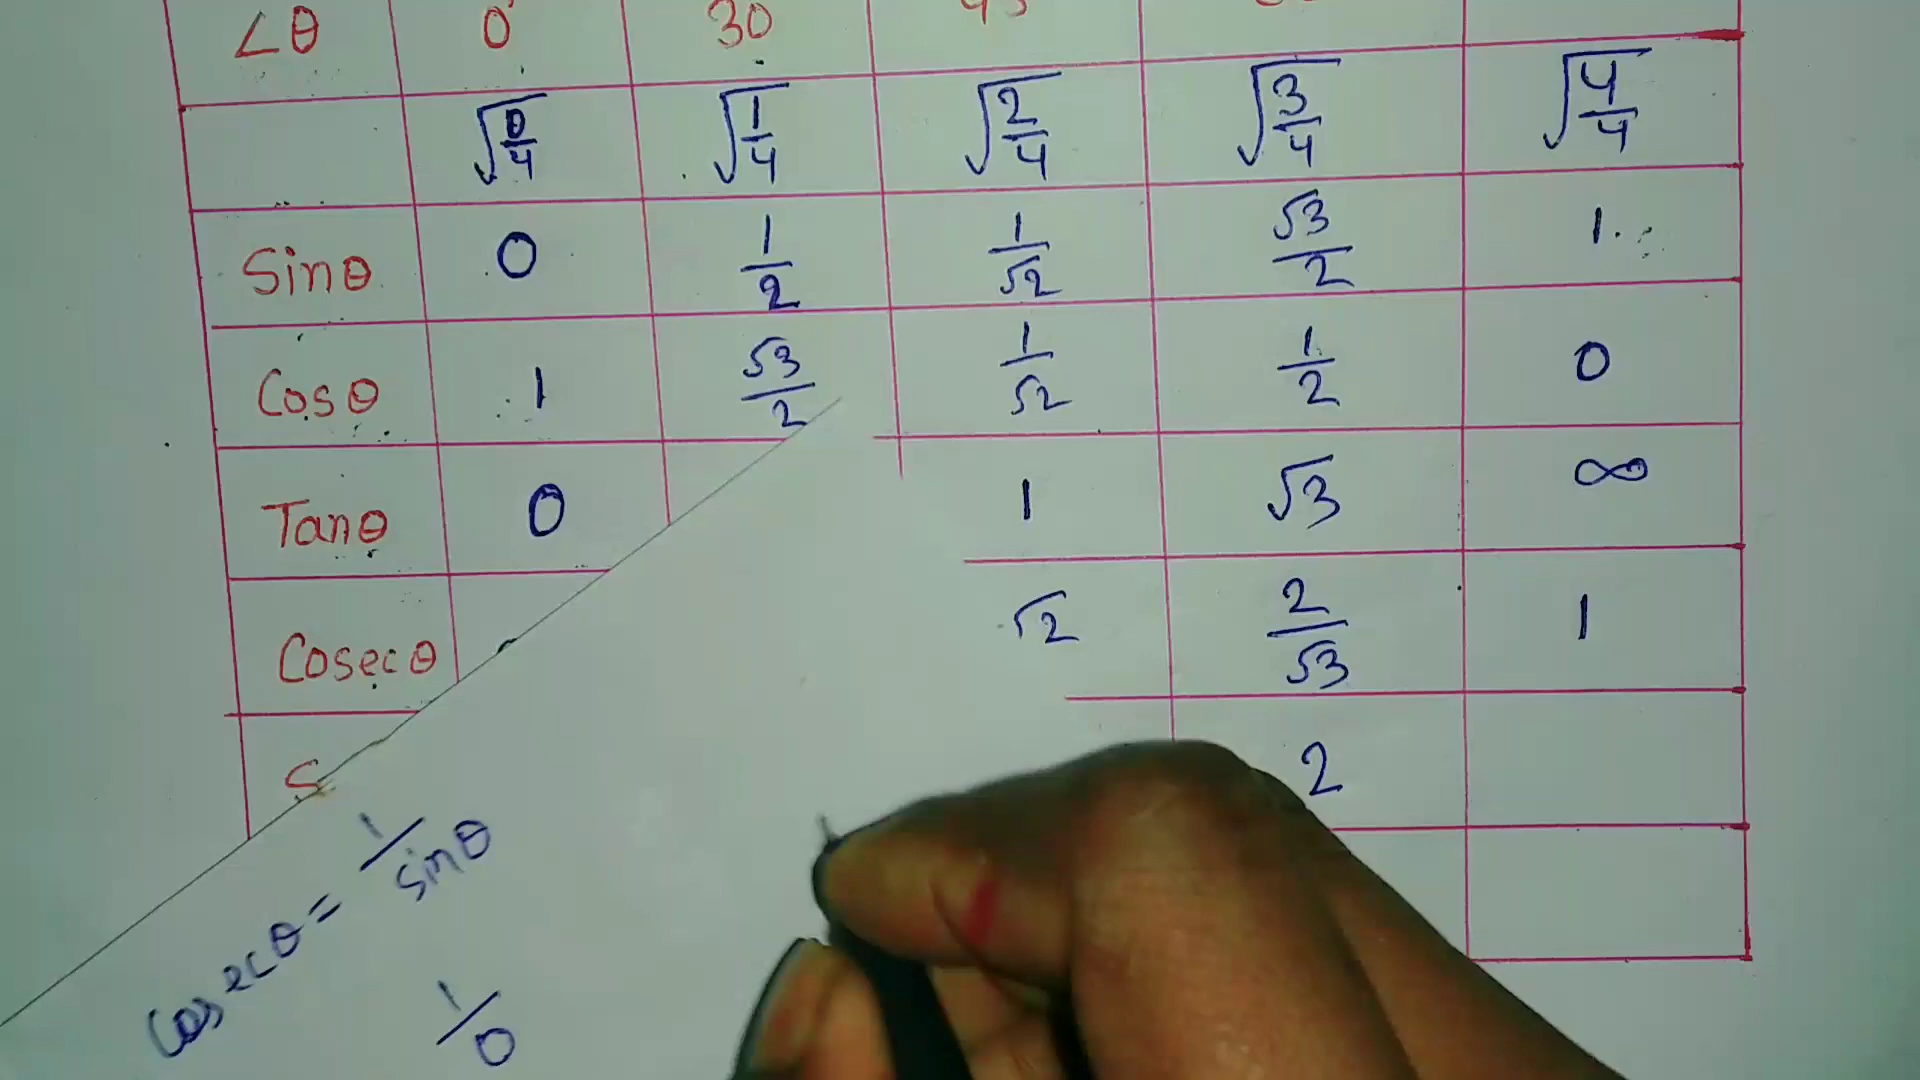 ∠θ 0° 30 45
√0/4 √1/4 √2/4 √3/4 √4/4
Sinθ 0 1/2 1/√2 √3/2 1
Cosθ 1 √3/2 1/√2 1/2 0
Tanθ 0 1 √3 ∞
Cosecθ √2 2/√3 1
S 2
Cosecθ = 1/sinθ
1/0